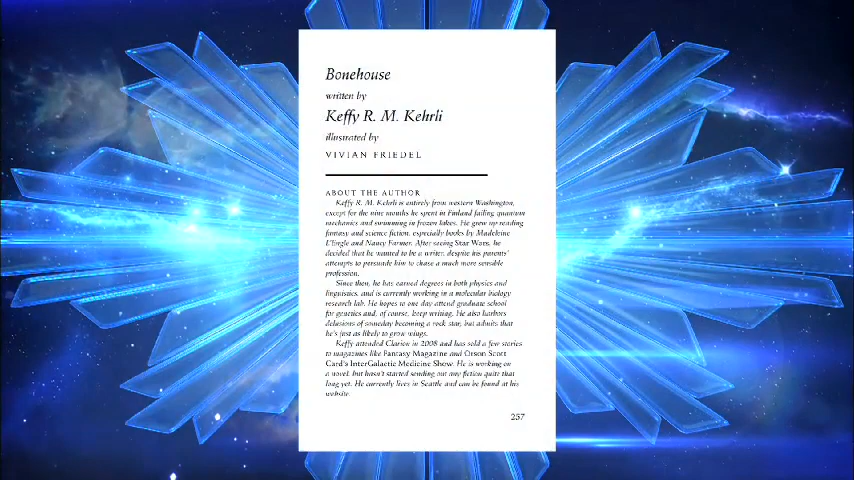 Bonehouse
written by
Keffy R. M. Kehrli
illustrated by
VIVIAN FRIEDEL
ABOUT THE AUTHOR
Keffy R. M. Kehrli is entirely from western Washington,
except for the nine months he spent in Finland failing quantum
mechanics and swimming in frozen lakes. He grew up reading
fantasy and science fiction, especially books by Madeleine
L'Engle and Nancy Farmer. After seeing Star Wars, he
decided that he wanted to be a writer, despite his parents'
attempts to persuade him to chase a much more sensible
profession.
Since then, he has earned degrees in both physics and
linguistics, and is currently working in a molecular biology
research lab. He hopes to one day attend graduate school
for genetics and, of course, keep writing. He also harbors
delusions of someday becoming a rock star, but admits that
he's just as likely to grow wings.
Keffy attended Clarion in 2008 and has sold a few stories
to magazines like Fantasy Magazine and Orson Scott
Card's InterGalactic Medicine Show. He is working on
a novel, but hasn't started sending out any fiction quite that
long yet. He currently lives in Seattle and can be found at his
website.
257